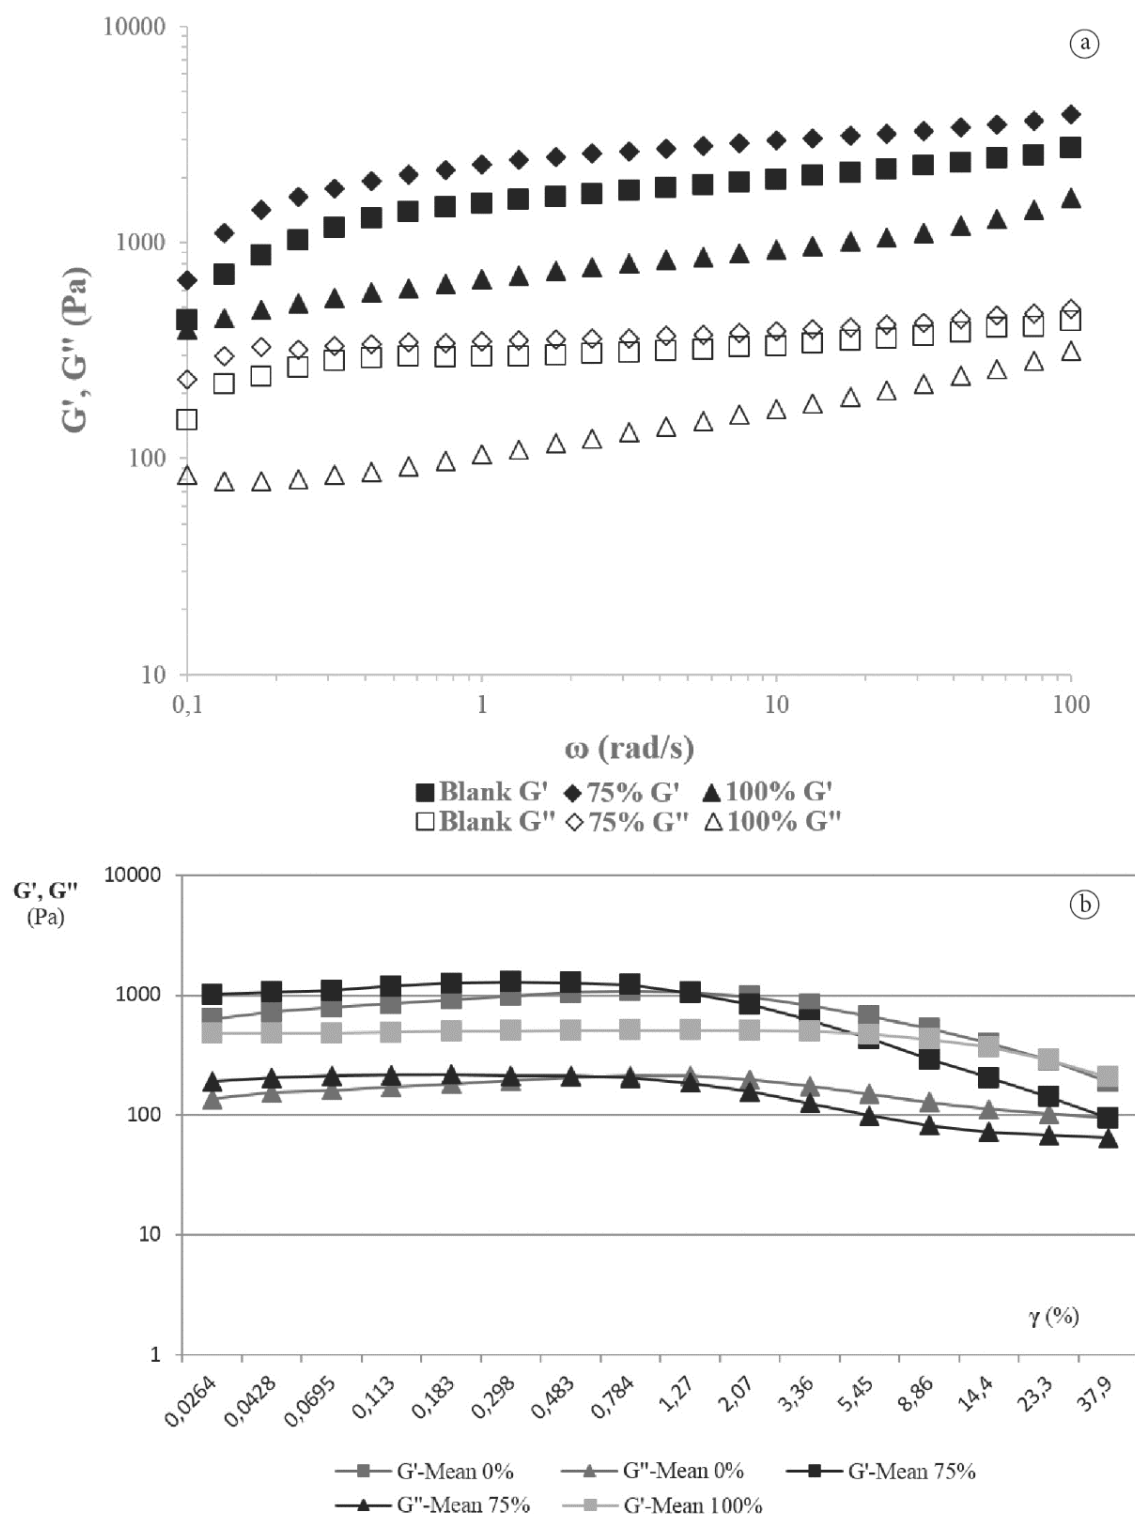 10000
a
1000
G', G" (Pa)
100
10
0,1 1 10 100
ω (rad/s)
Blank G' 75% G' 100% G'
Blank G" 75% G" 100% G"
10000
G', G"
(Pa)
b
1000
100
10
γ (%)
1
0,0264 0,0428 0,0695 0,113 0,183 0,298 0,483 0,784 1,27 2,07 3,36 5,45 8,86 14,4 23,3 37,9
G'-Mean 0% G"-Mean 0% G'-Mean 75%
G"-Mean 75% G'-Mean 100%